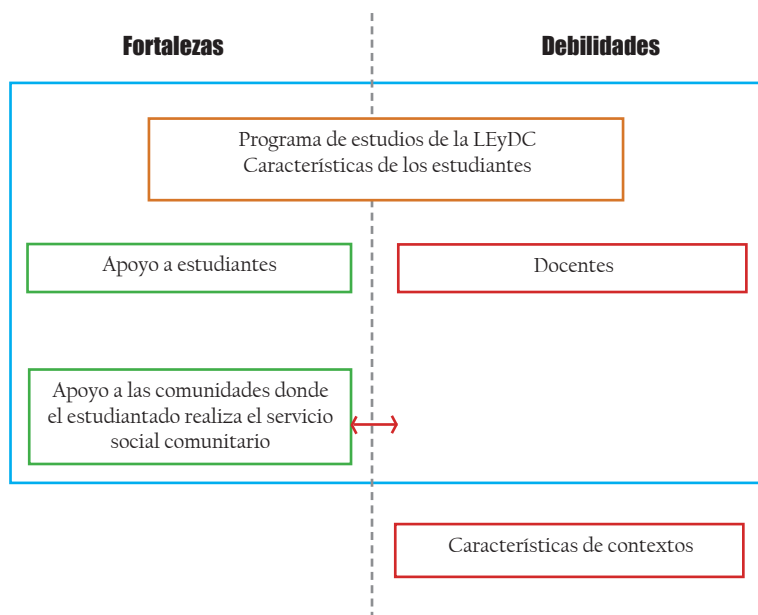 Fortalezas
Debilidades
Programa de estudios de la LEyDC
Características de los estudiantes
Apoyo a estudiantes
Docentes
Apoyo a las comunidades donde
el estudiantado realiza el servicio
social comunitario
Características de contextos